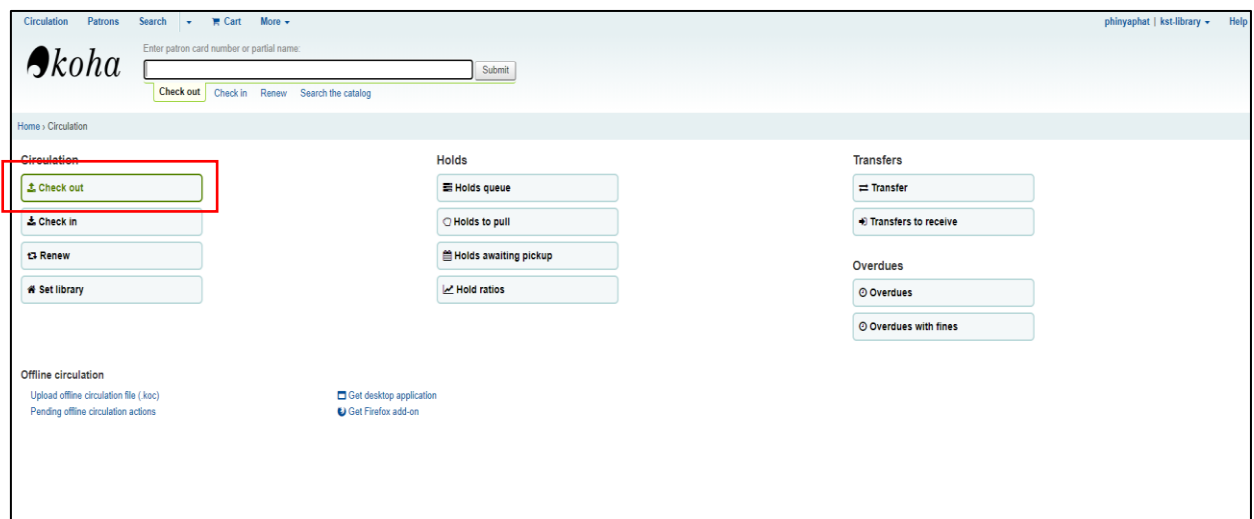 Circulation Patrons Search Cart More phinyaphat | kst-library Help
koha
Enter patron card number or partial name:
Submit
Check out Check in Renew Search the catalog
Home › Circulation
Circulation
Check out
Check in
Renew
Set library
Holds
Holds queue
Holds to pull
Holds awaiting pickup
Hold ratios
Transfers
Transfer
Transfers to receive
Overdues
Overdues
Overdues with fines
Offline circulation
Upload offline circulation file (.koc)
Pending offline circulation actions
Get desktop application
Get Firefox add-on